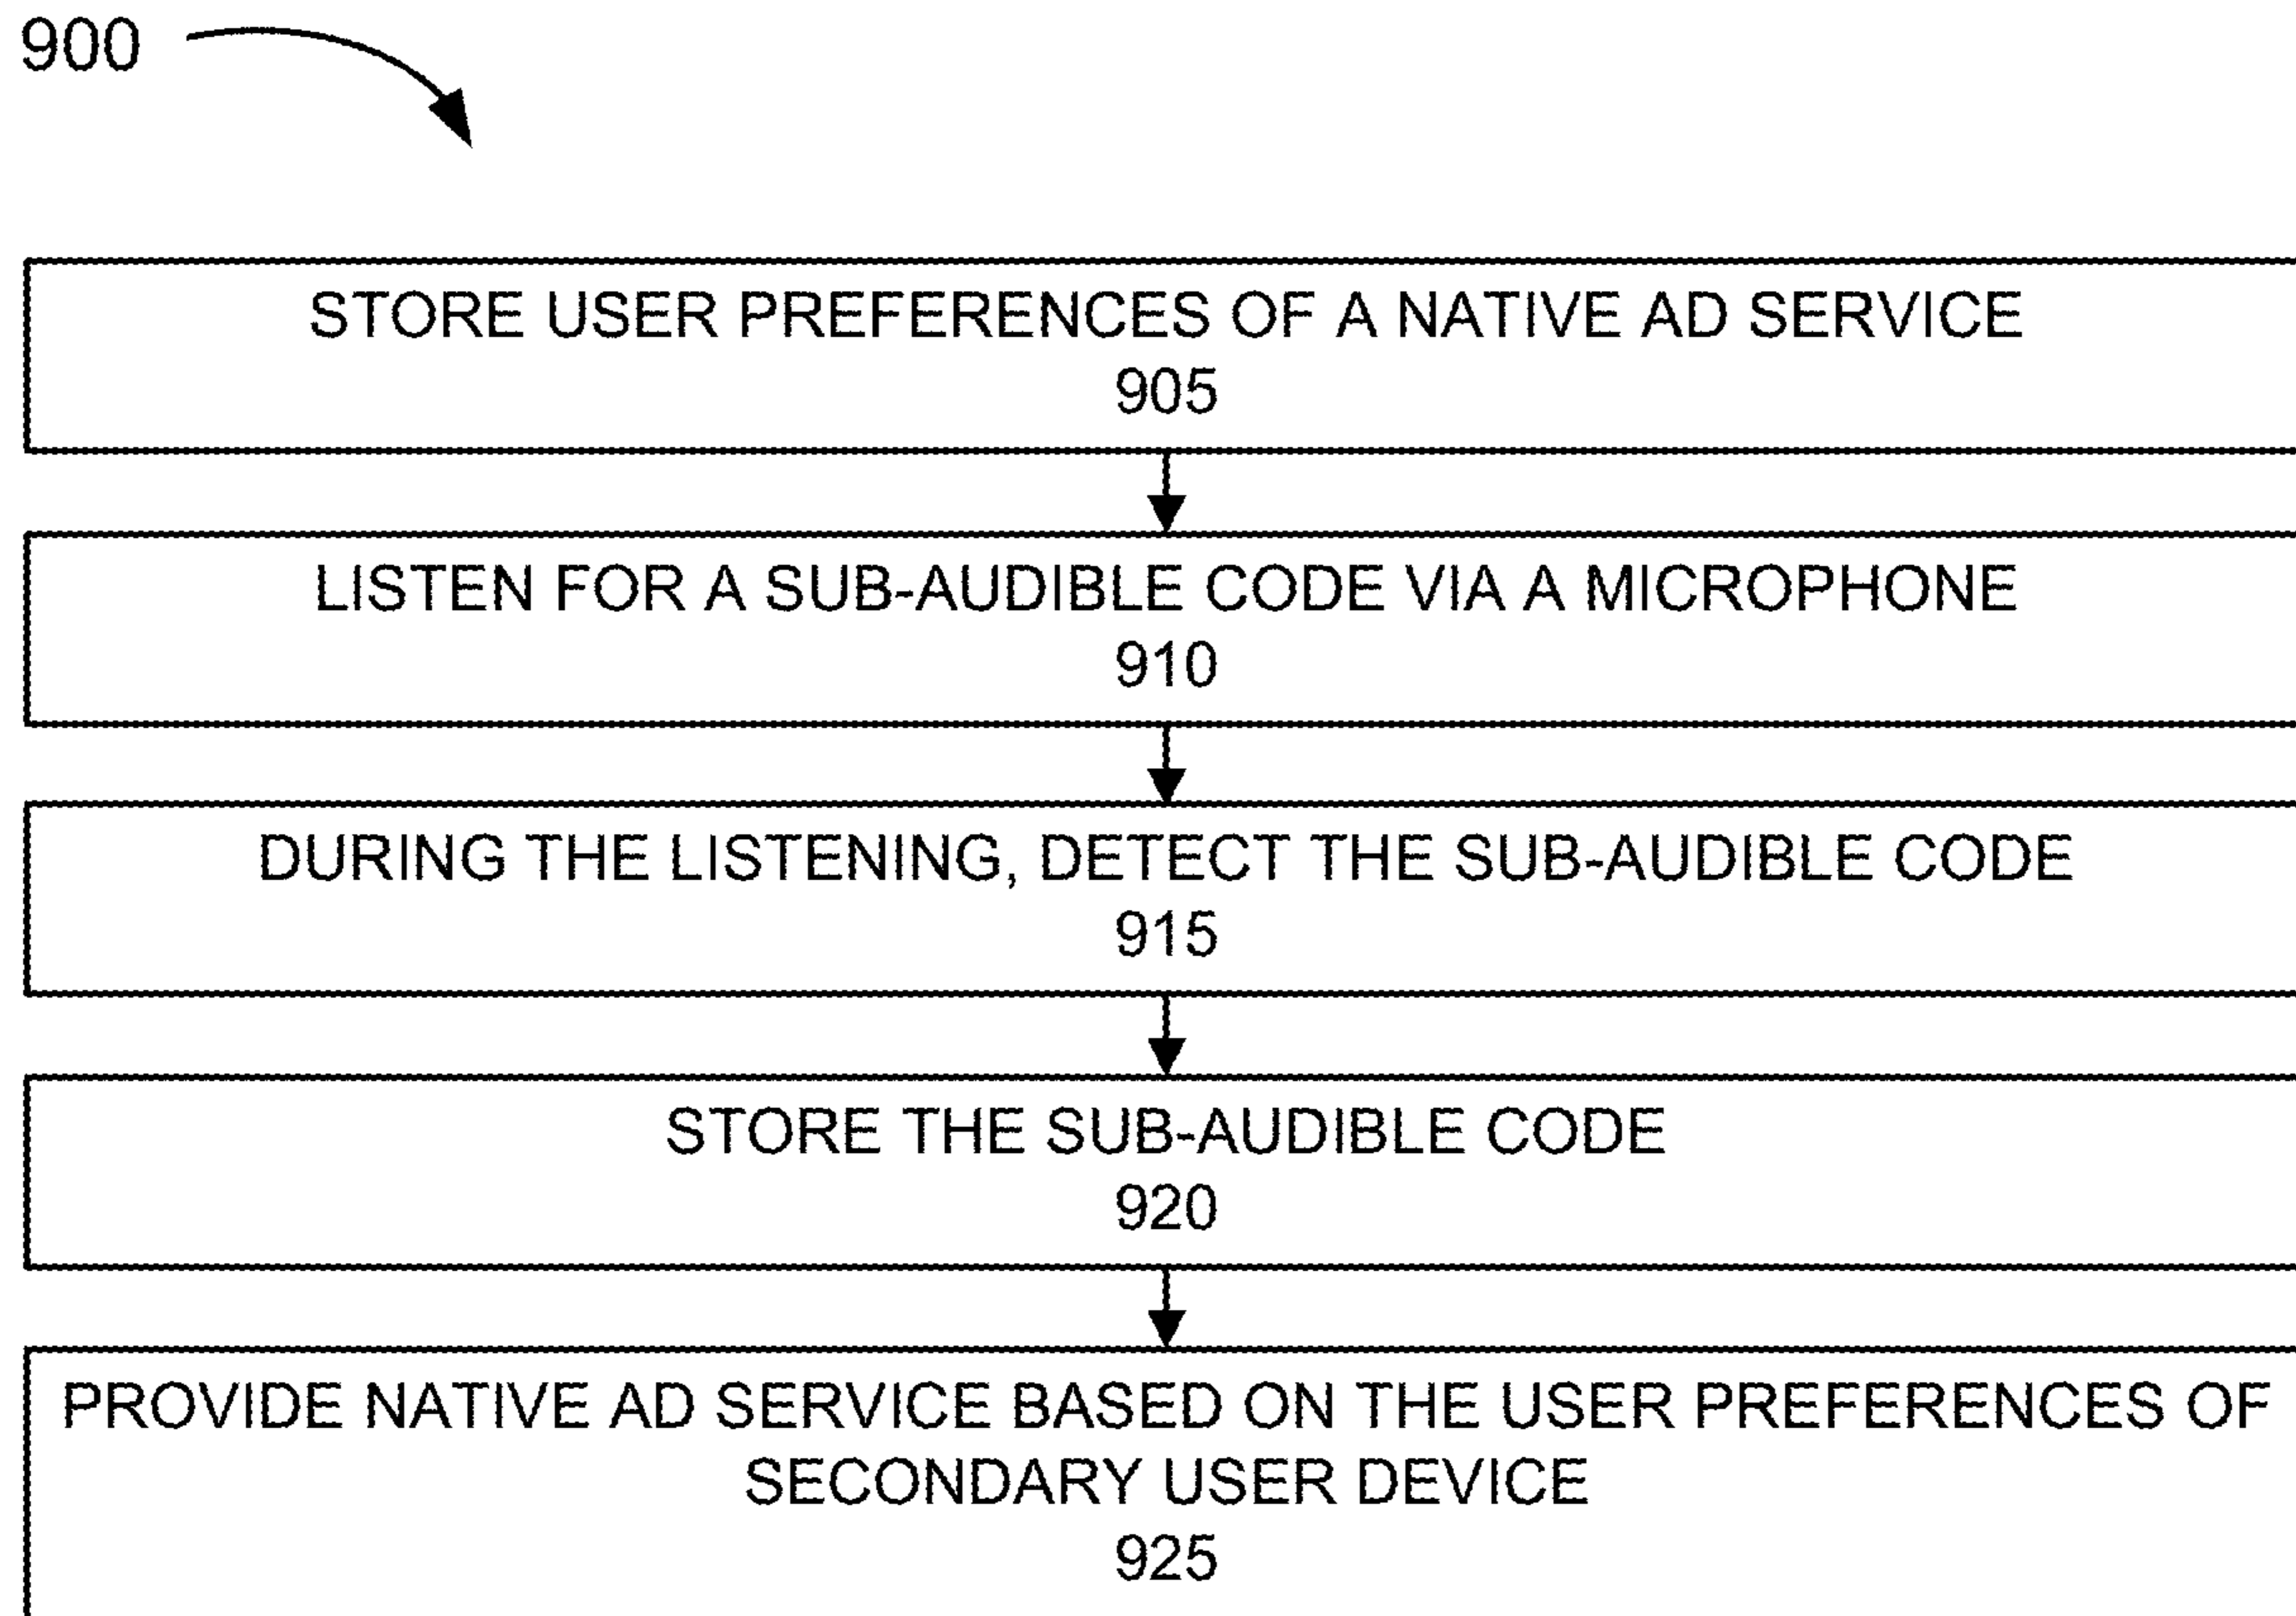 900
STORE USER PREFERENCES OF A NATIVE AD SERVICE
905
LISTEN FOR A SUB-AUDIBLE CODE VIA A MICROPHONE
910
DURING THE LISTENING, DETECT THE SUB-AUDIBLE CODE
915
STORE THE SUB-AUDIBLE CODE
920
PROVIDE NATIVE AD SERVICE BASED ON THE USER PREFERENCES OF
SECONDARY USER DEVICE
925